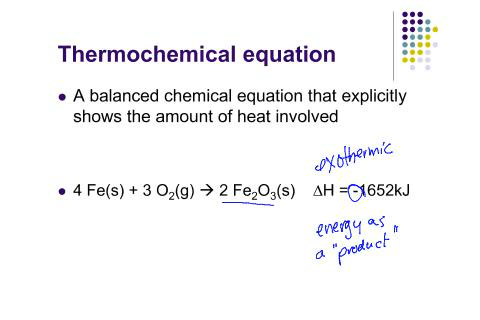 Thermochemical equation
● A balanced chemical equation that explicitly
shows the amount of heat involved
exothermic
● 4 Fe(s) + 3 O₂(g) → 2 Fe₂O₃(s) ΔH = -1652kJ
energy as
a "product"